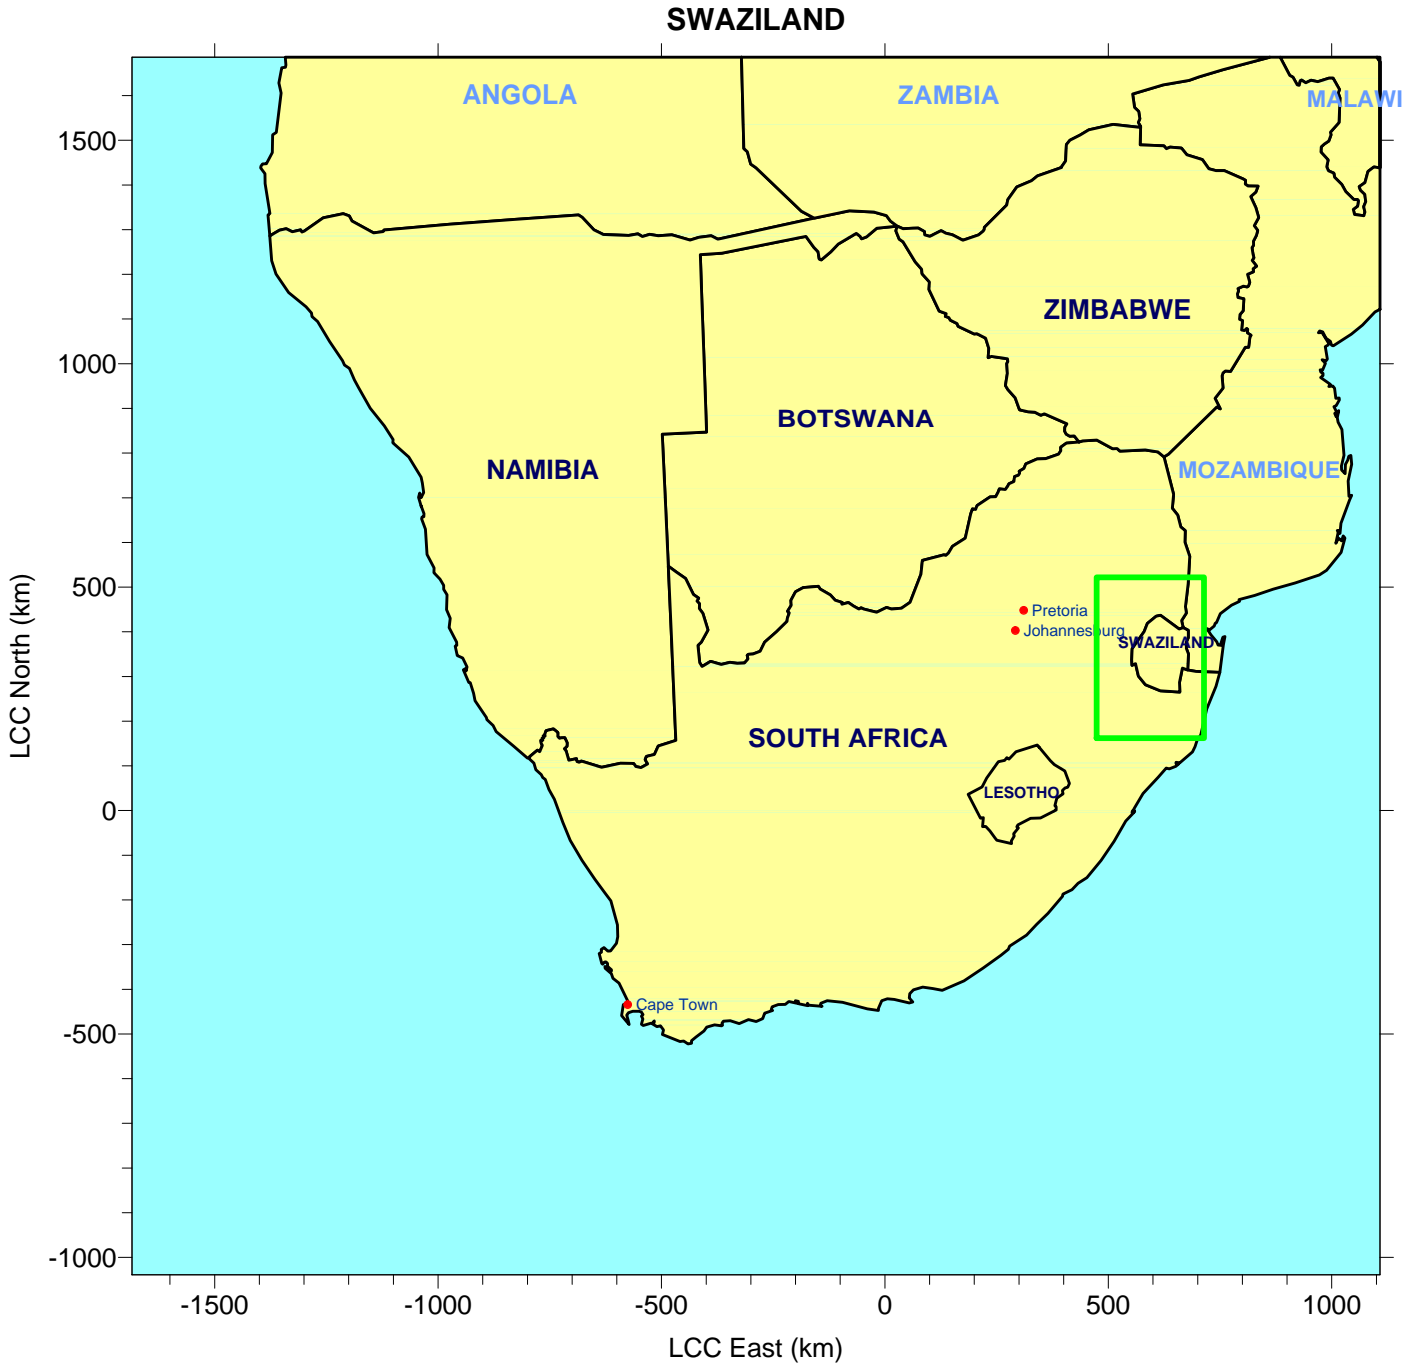 SWAZILAND
ANGOLA
ZAMBIA
MALAWI
1500
ZIMBABWE
1000
BOTSWANA
NAMIBIA
MOZAMBIQUE
500
Pretoria
Johannesburg
SWAZILAND
LCC North (km)
SOUTH AFRICA
LESOTHO
0
Cape Town
-500
-1000
-1500 -1000 -500 0 500 1000
LCC East (km)